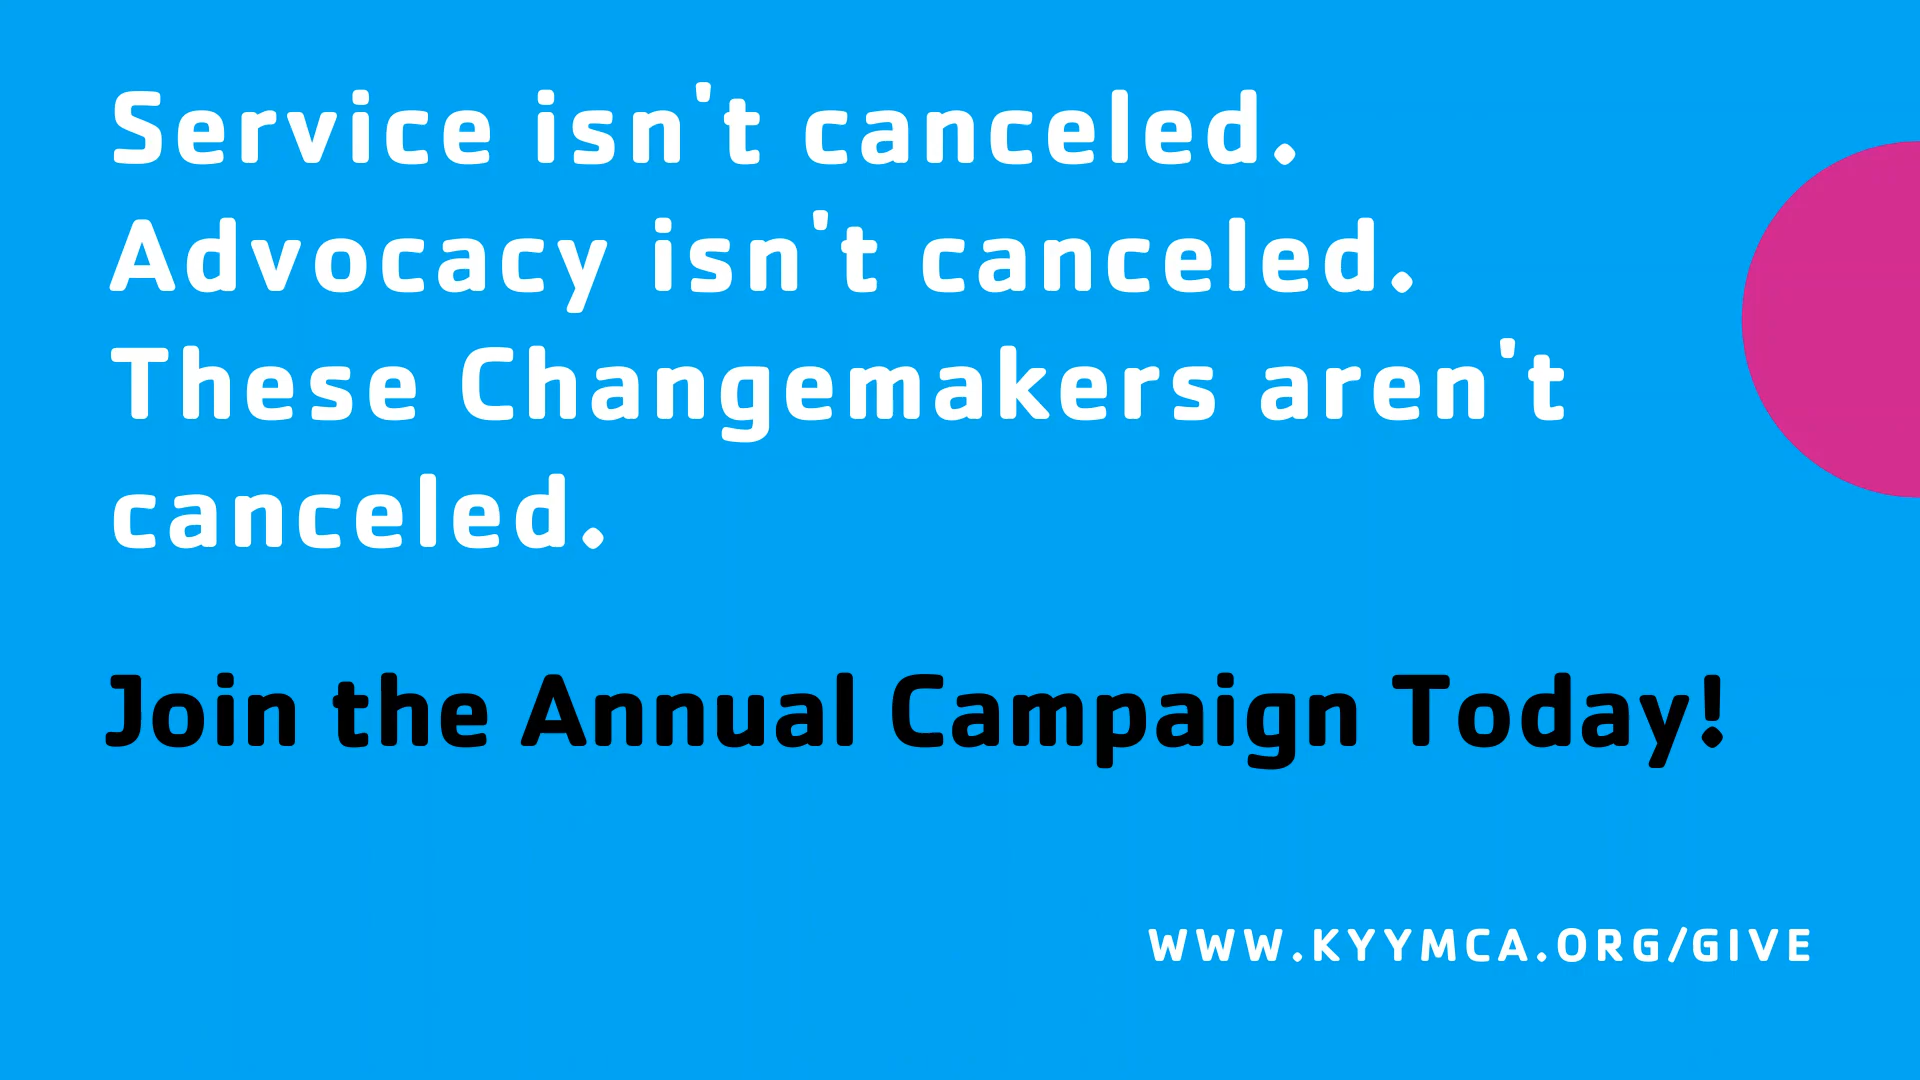 Service isn't canceled.
Advocacy isn't canceled.
These Changemakers aren't
canceled.
Join the Annual Campaign Today!
WWW.KYYMCA.ORG/GIVE